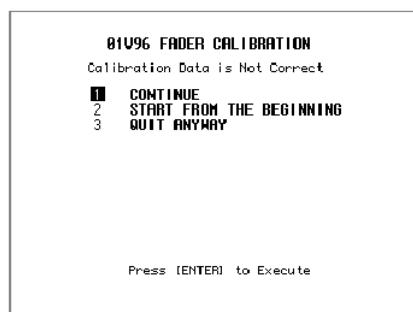 01V96 FADER CALIBRATION
Calibration Data is Not Correct
1 CONTINUE
2 START FROM THE BEGINNING
3 QUIT ANYWAY
Press [ENTER] to Execute